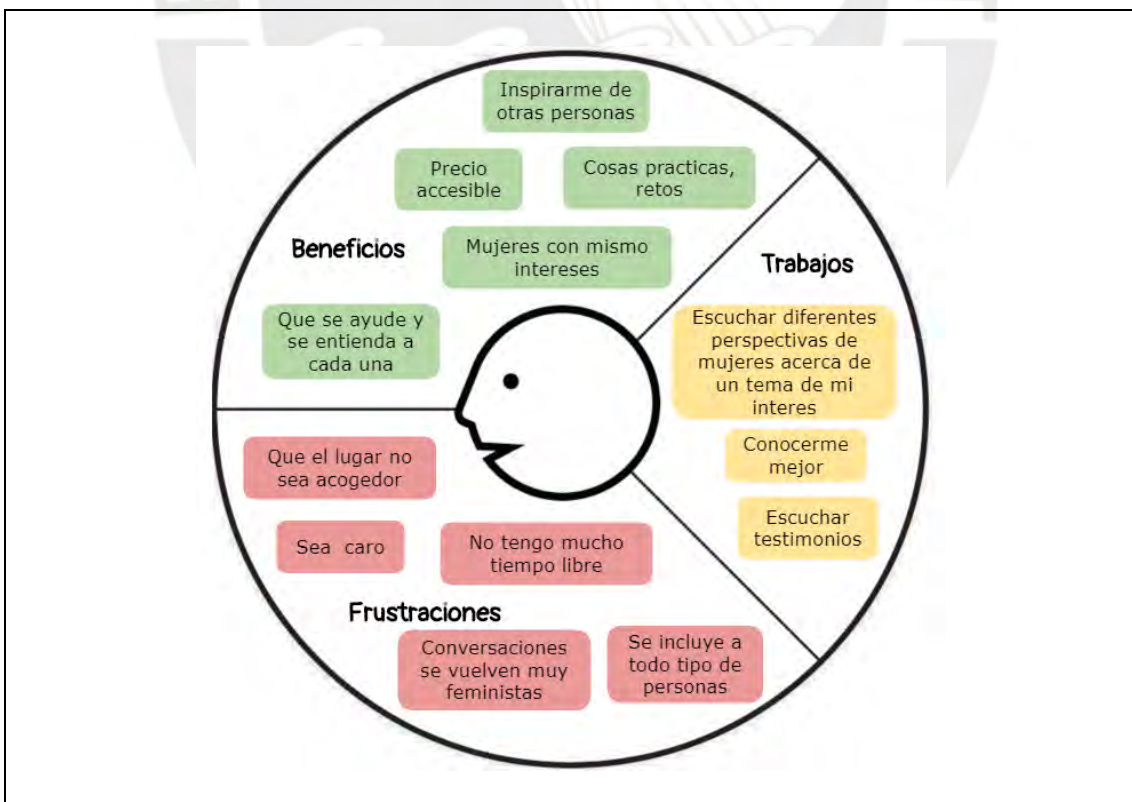 Inspirarme de
otras personas
Precio
accesible
Cosas practicas,
retos
Beneficios
Mujeres con mismo
intereses
Que se ayude y
se entienda a
cada una
Trabajos
Escuchar diferentes
perspectivas de
mujeres acerca de
un tema de mi
interes
Conocerme
mejor
Escuchar
testimonios
Que el lugar no
sea acogedor
Sea caro
No tengo mucho
tiempo libre
Frustraciones
Conversaciones
se vuelven muy
feministas
Se incluye a
todo tipo de
personas